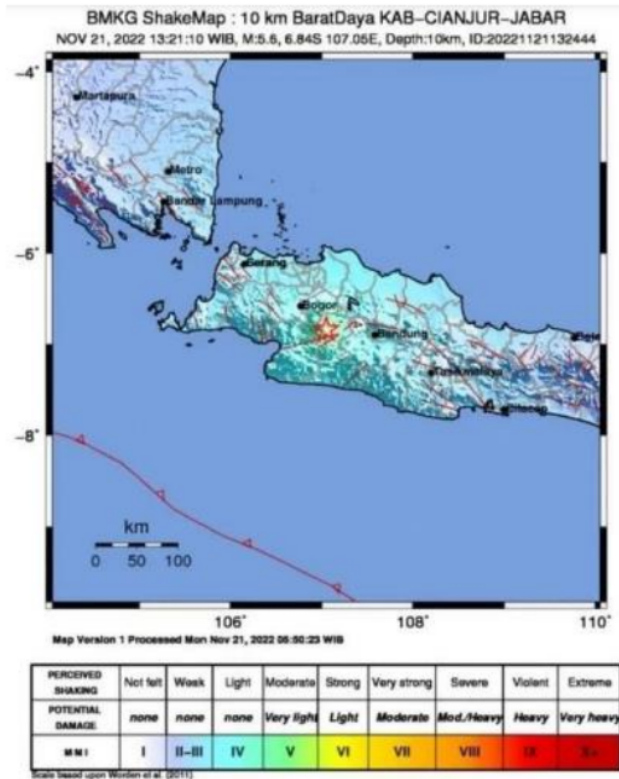 BMKG ShakeMap : 10 km BaratDaya KAB-CIANJUR-JABAR
NOV 21, 2022 13:21:10 WIB, M:5.6, 6.84S 107.05E, Depth:10km, ID:20221121132444
−4°
Martapura
Metro
Bandar Lampung
−6°
Serang
Bogor
Bandung
Tasikmalaya
Cilacap
−8°
km
0 50 100
106° 108° 110°
Map Version 1 Processed Mon Nov 21, 2022 06:50:23 WIB
PERCEIVED SHAKING Not felt Weak Light Moderate Strong Very strong Severe Violent Extreme
POTENTIAL DAMAGE none none none Very light Light Moderate Mod./Heavy Heavy Very heavy
MMI I II-III IV V VI VII VIII IX X+
Scale based upon Worden et al. (2011)